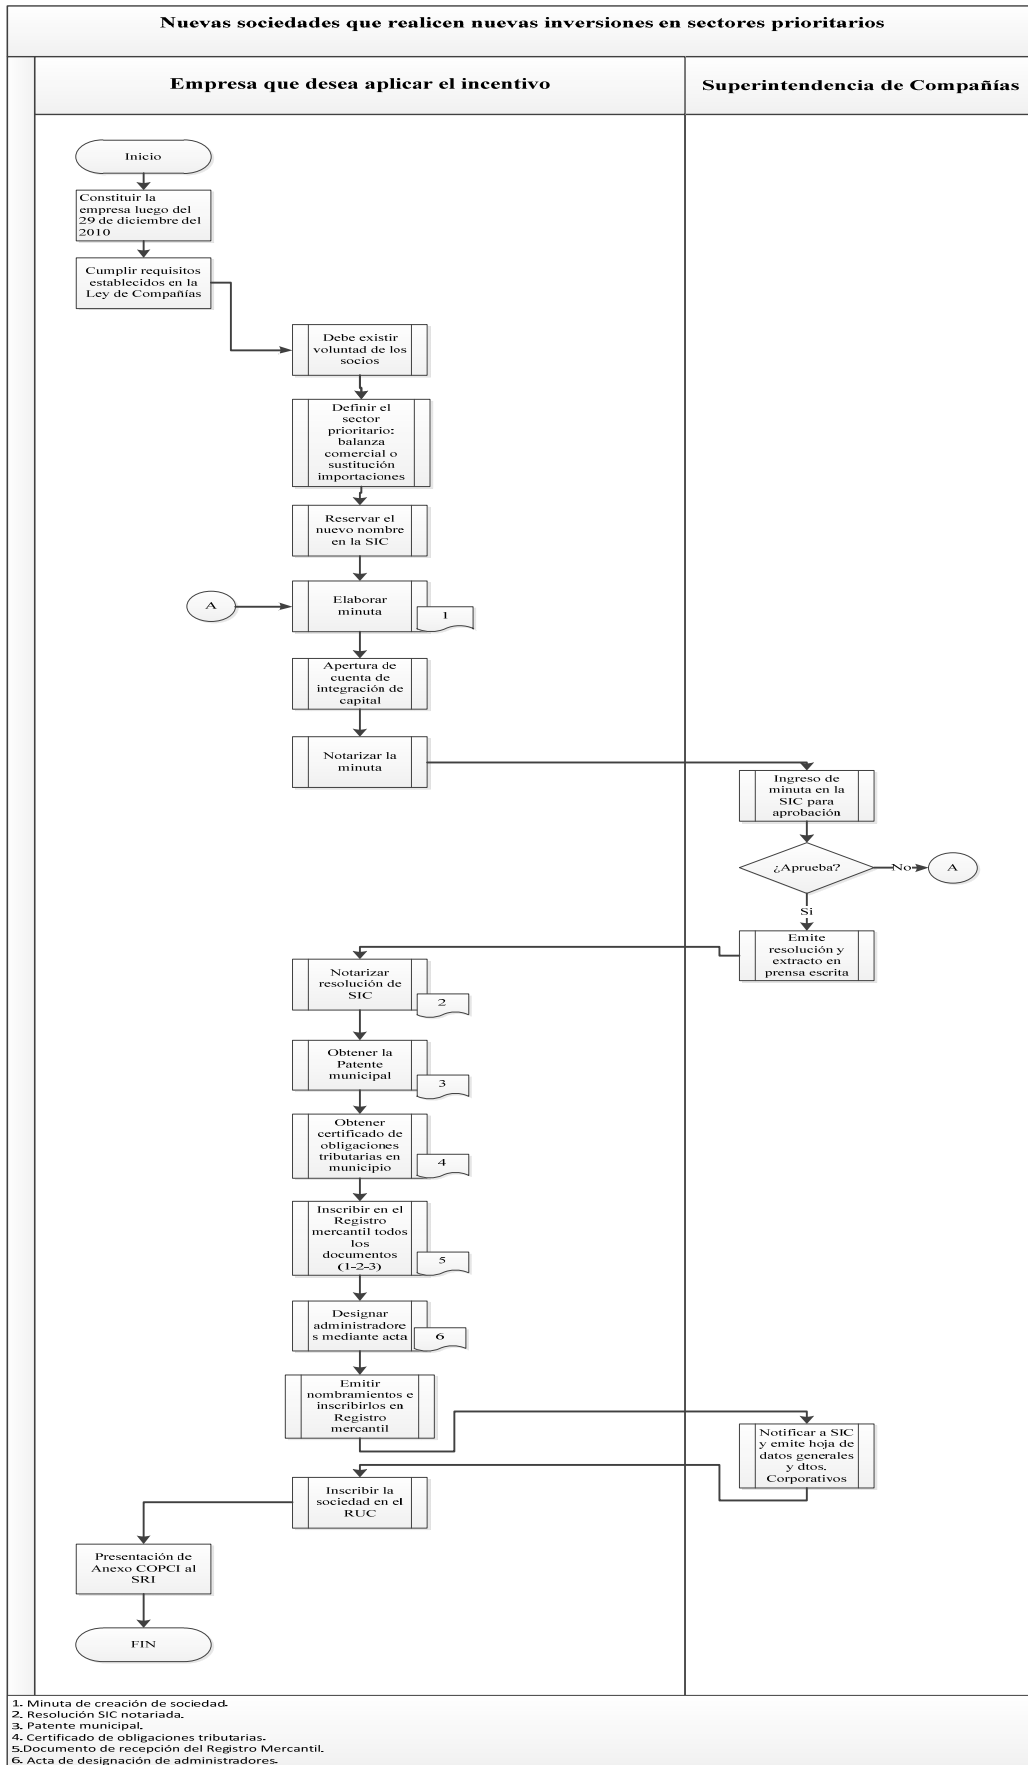 Nuevas sociedades que realicen nuevas inversiones en sectores prioritarios
Empresa que desea aplicar el incentivo
Superintendencia de Compañías
Inicio
Constituir la
empresa luego del
29 de diciembre del
2010
Cumplir requisitos
establecidos en la
Ley de Compañías
Debe existir
voluntad de los
socios
Definir el
sector
prioritario:
balanza
comercial o
sustitución
importaciones
Reservar el
nuevo nombre
en la SIC
A
Elaborar
minuta
1
Apertura de
cuenta de
integración de
capital
Notarizar la
minuta
Ingreso de
minuta en la
SIC para
aprobación
¿Aprueba?
No
A
Si
Emite
resolución y
extracto en
prensa escrita
Notarizar
resolución de
SIC
2
Obtener la
Patente
municipal
3
Obtener
certificado de
obligaciones
tributarias en
municipio
4
Inscribir en el
Registro
mercantil todos
los
documentos
(1-2-3)
5
Designar
administradore
s mediante acta
6
Emitir
nombramientos e
inscribirlos en
Registro
mercantil
Notificar a SIC
y emite hoja de
datos generales
y dtos.
Corporativos
Inscribir la
sociedad en el
RUC
Presentación de
Anexo COPCI al
SRI
FIN
1. Minuta de creación de sociedad.
2. Resolución SIC notariada.
3. Patente municipal.
4. Certificado de obligaciones tributarias.
5.Documento de recepción del Registro Mercantil.
6. Acta de designación de administradores.